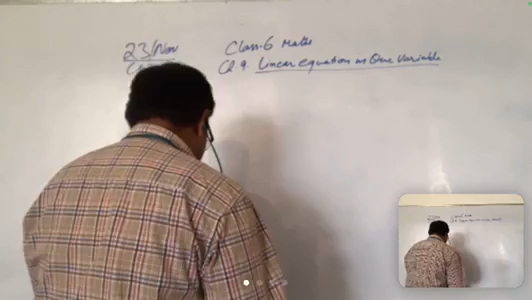 23/Nov
Class-6 Maths
Ch 9 Linear equation in One Variable